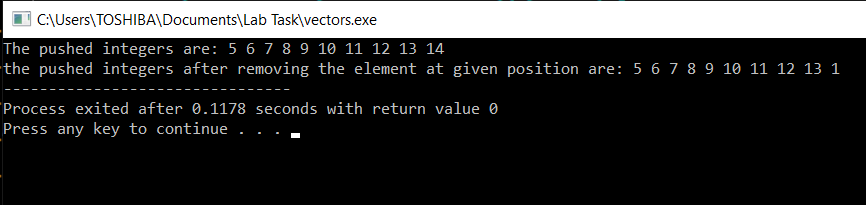 C:\Users\TOSHIBA\Documents\Lab Task\vectors.exe
The pushed integers are: 5 6 7 8 9 10 11 12 13 14
the pushed integers after removing the element at given position are: 5 6 7 8 9 10 11 12 13 1
--------------------------------
Process exited after 0.1178 seconds with return value 0
Press any key to continue . . .